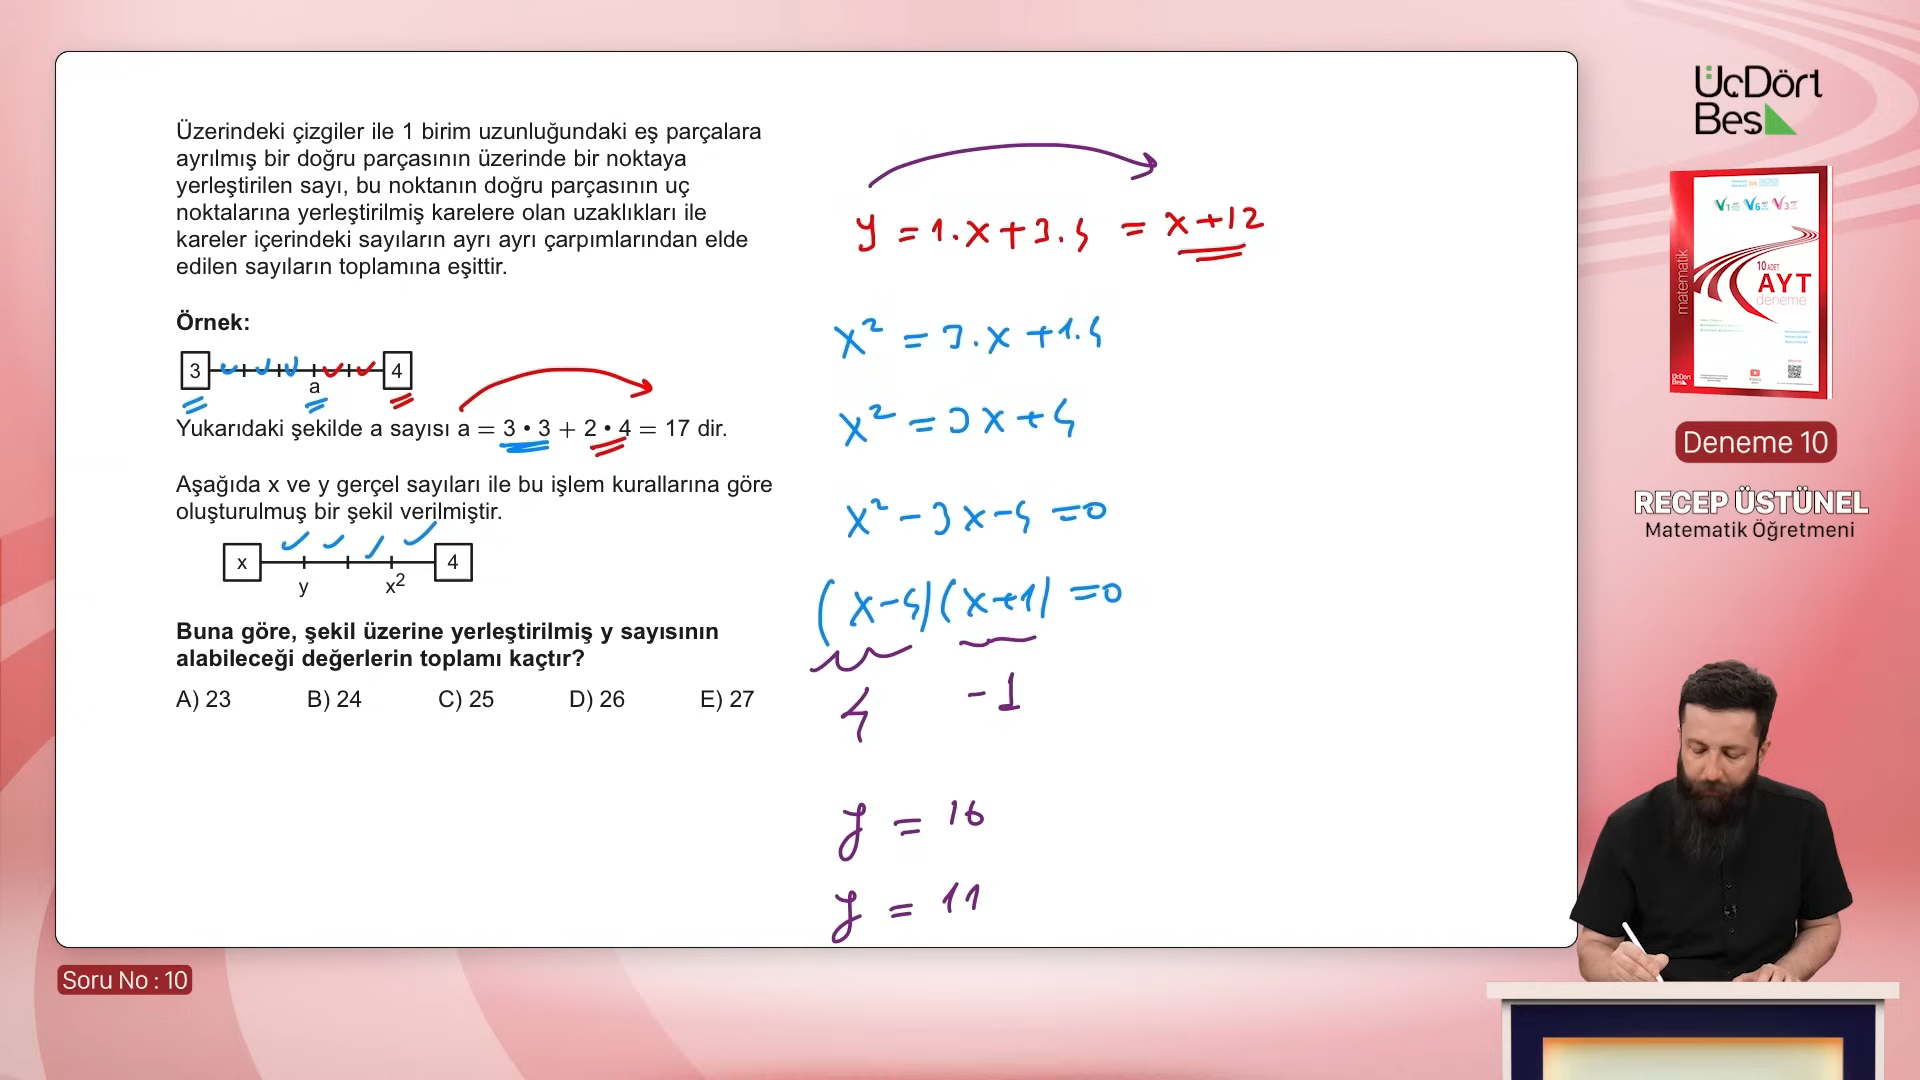 Üzerindeki çizgiler ile 1 birim uzunluğundaki eş parçalara
ayrılmış bir doğru parçasının üzerinde bir noktaya
yerleştirilen sayı, bu noktanın doğru parçasının uç
noktalarına yerleştirilmiş karelere olan uzaklıkları ile
kareler içerindeki sayıların ayrı ayrı çarpımlarından elde
edilen sayıların toplamına eşittir.
Örnek:
3 4
a
Yukarıdaki şekilde a sayısı a = 3 • 3 + 2 • 4 = 17 dir.
Aşağıda x ve y gerçel sayıları ile bu işlem kurallarına göre
oluşturulmuş bir şekil verilmiştir.
x 4
y x²
Buna göre, şekil üzerine yerleştirilmiş y sayısının
alabileceği değerlerin toplamı kaçtır?
A) 23 B) 24 C) 25 D) 26 E) 27
y = 1.x+3.4 = x+12
x² = 3.x+1.4
x² = 3x+4
x²-3x-4=0
(x-4)(x+1)=0
4 -1
y = 16
y = 11
ÜçDört
Beş
matematik
10 ADET
AYT
deneme
Deneme 10
RECEP ÜSTÜNEL
Matematik Öğretmeni
Soru No : 10